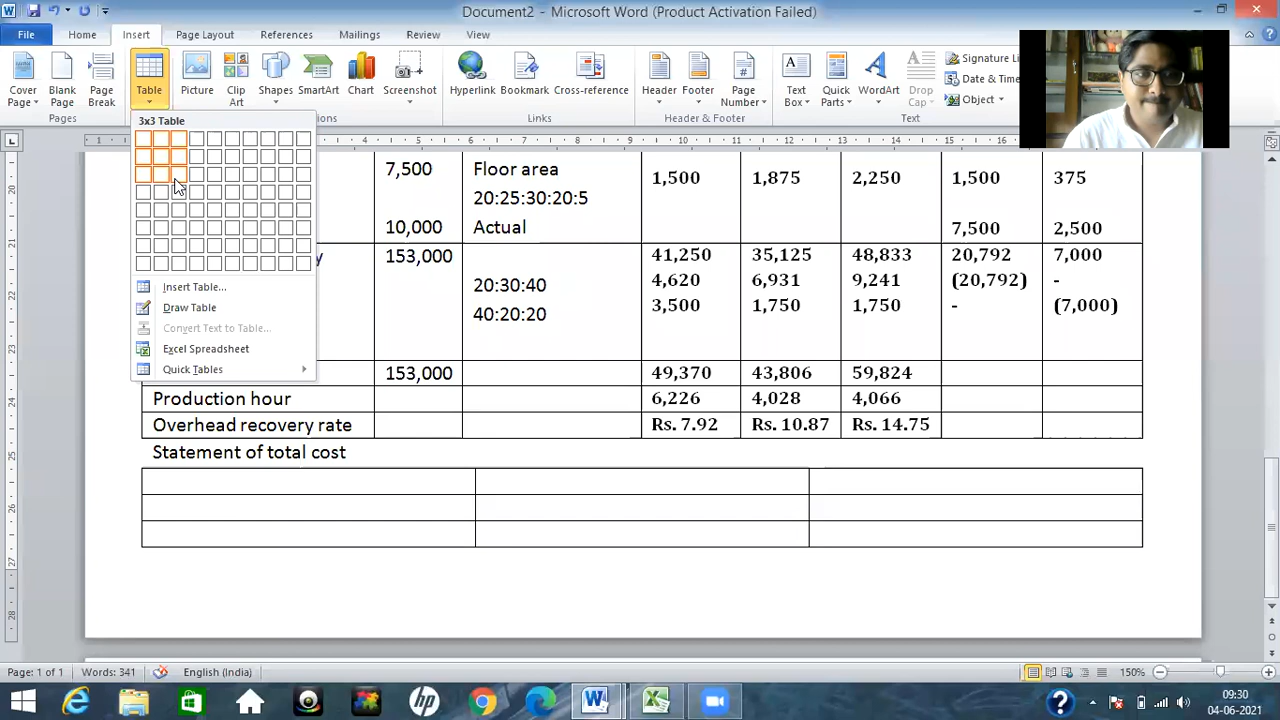 Document2 - Microsoft Word (Product Activation Failed)
File Home Insert Page Layout References Mailings Review View
Cover Page Blank Page Page Break Table Picture Clip Art Shapes SmartArt Chart Screenshot Hyperlink Bookmark Cross-reference Header Footer Page Number Text Box Quick Parts WordArt Drop Cap Signature Li
Date & Time
Object
Pages Links Header & Footer Text
3x3 Table
Insert Table...
Draw Table
Convert Text to Table...
Excel Spreadsheet
Quick Tables
7,500 Floor area 1,500 1,875 2,250 1,500 375
20:25:30:20:5
10,000 Actual 7,500 2,500
y 153,000 41,250 35,125 48,833 20,792 7,000
20:30:40 4,620 6,931 9,241 (20,792) -
40:20:20 3,500 1,750 1,750 - (7,000)
153,000 49,370 43,806 59,824
Production hour 6,226 4,028 4,066
Overhead recovery rate Rs. 7.92 Rs. 10.87 Rs. 14.75
Statement of total cost
Page: 1 of 1 Words: 341 English (India) 150%
09:30
04-06-2021